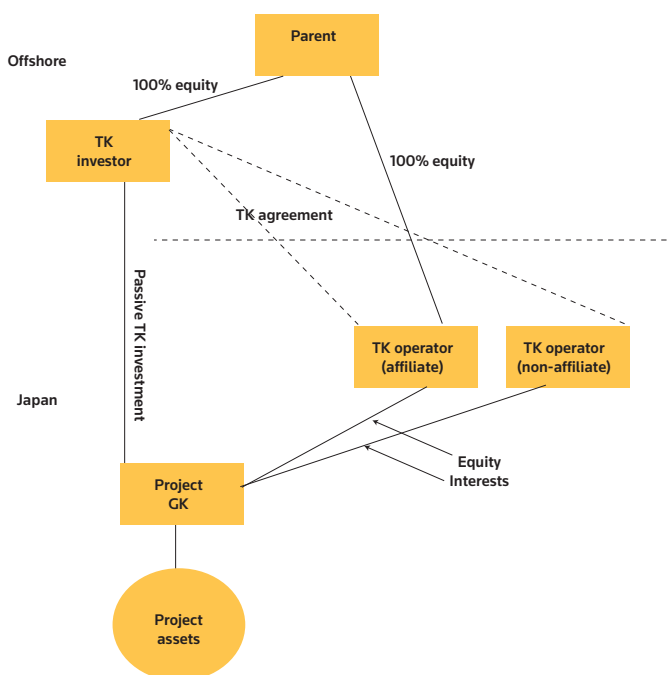 Parent
Offshore
100% equity
TK
investor
100% equity
TK agreement
Passive TK investment
TK operator
(affiliate)
TK operator
(non-affiliate)
Japan
Equity
Interests
Project
GK
Project
assets